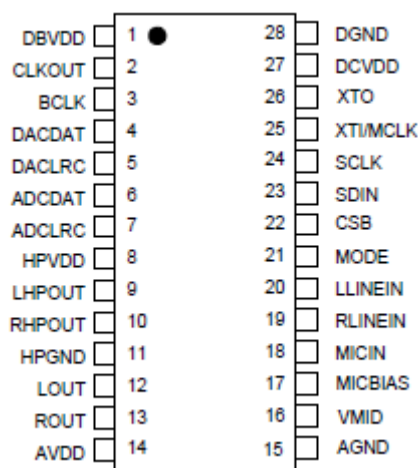 DBVDD 1 28 DGND
CLKOUT 2 27 DCVDD
BCLK 3 26 XTO
DACDAT 4 25 XTI/MCLK
DACLRC 5 24 SCLK
ADCDAT 6 23 SDIN
ADCLRC 7 22 CSB
HPVDD 8 21 MODE
LHPOUT 9 20 LLINEIN
RHPOUT 10 19 RLINEIN
HPGND 11 18 MICIN
LOUT 12 17 MICBIAS
ROUT 13 16 VMID
AVDD 14 15 AGND